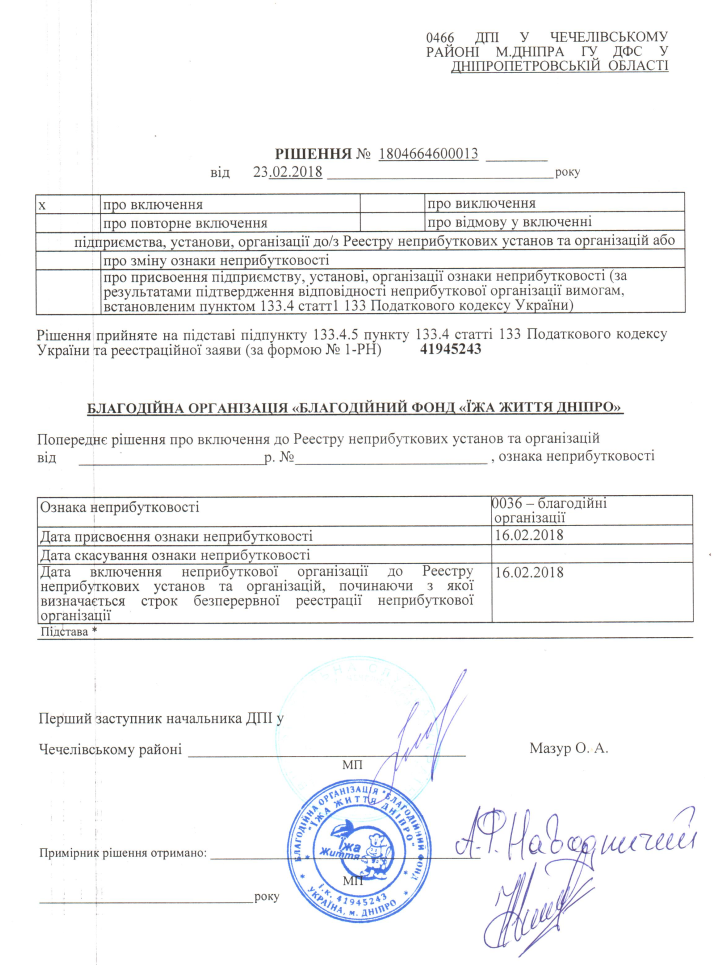 0466 ДПІ У ЧЕЧЕЛІВСЬКОМУ
РАЙОНІ М.ДНІПРА ГУ ДФС У
ДНІПРОПЕТРОВСЬКІЙ ОБЛАСТІ
РІШЕННЯ № 1804664600013
від 23.02.2018 року
х про включення про виключення
про повторне включення про відмову у включенні
підприємства, установи, організації до/з Реєстру неприбуткових установ та організацій або
про зміну ознаки неприбутковості
про присвоення підприємству, установі, організації ознаки неприбутковості (за
результатами підтвердження відповідності неприбуткової організації вимогам,
встановленим пунктом 133.4 статт1 133 Податкового кодексу України)
Рішення прийняте на підставі підпункту 133.4.5 пункту 133.4 статті 133 Податкового кодексу
України та реєстраційної заяви (за формою № 1-РН) 41945243
БЛАГОДІЙНА ОРГАНІЗАЦІЯ «БЛАГОДІЙНИЙ ФОНД «ЇЖА ЖИТТЯ ДНІПРО»
Попереднє рішення про включення до Реєстру неприбуткових установ та організацій
від р. № , ознака неприбутковості
Ознака неприбутковості 0036 – благодійні
організації
Дата присвоєння ознаки неприбутковості 16.02.2018
Дата скасування ознаки неприбутковості
Дата включення неприбуткової організації до Реєстру 16.02.2018
неприбуткових установ та організацій, починаючи з якої
визначається строк безперервної реєстрації неприбуткової
організації
Підстава *
Перший заступник начальника ДПІ у
Чечелівському районі Мазур О. А.
МП
БЛАГОДІЙНА ОРГАНІЗАЦІЯ "БЛАГОДІЙНИЙ ФОНД
"ЇЖА ЖИТТЯ ДНІПРО"
Їжа
Життя
і.к. 41945243
УКРАЇНА, м. ДНІПРО
Примірник рішення отримано:
МП
року